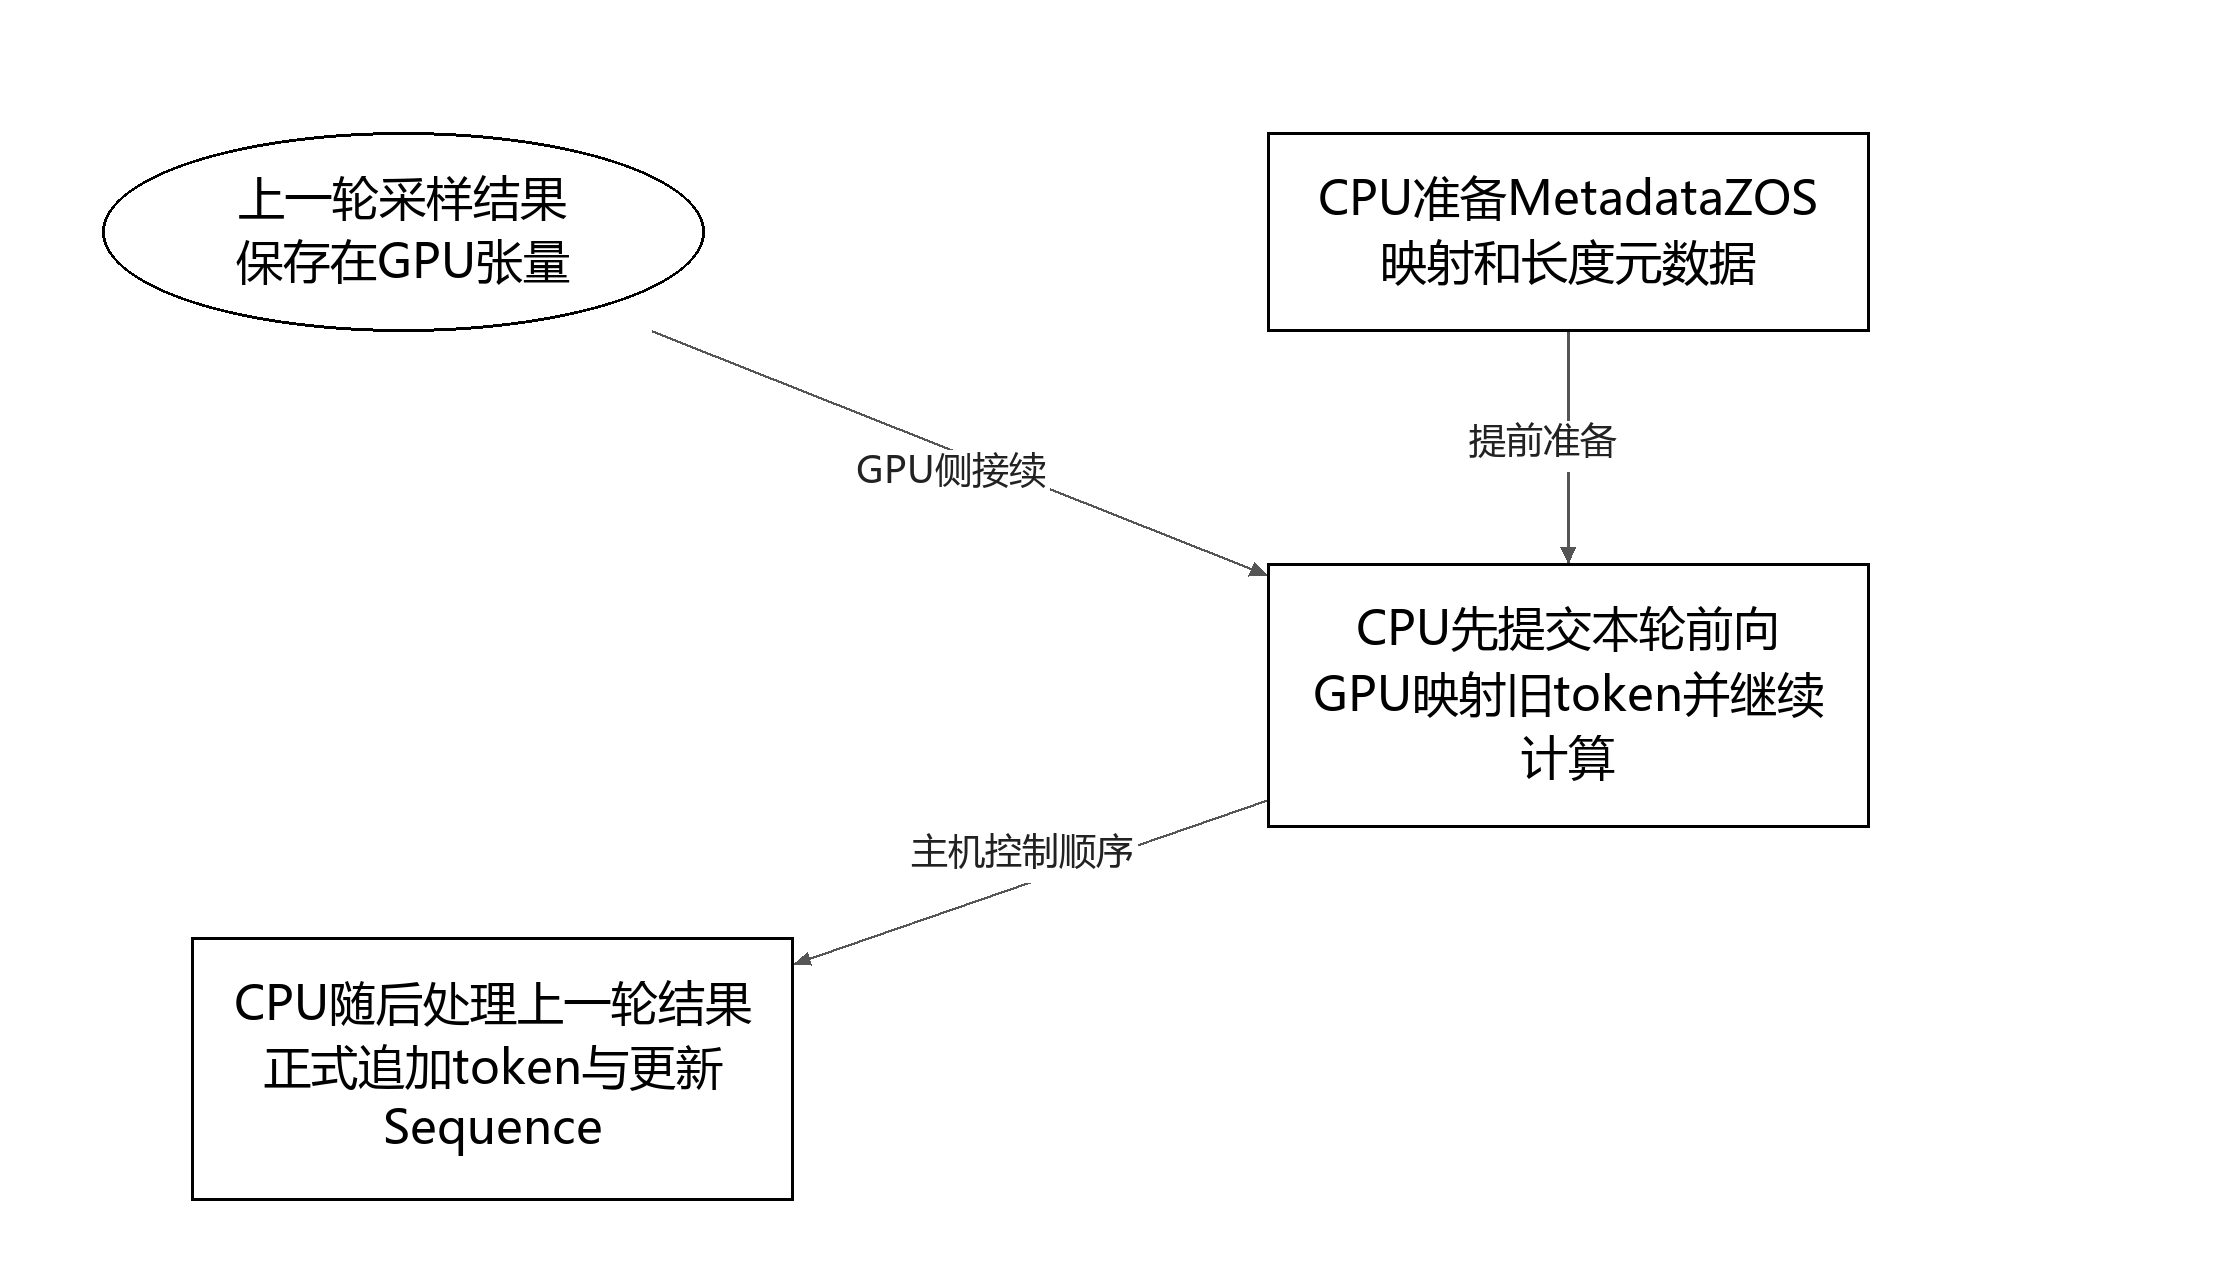 上一轮采样结果
保存在GPU张量
CPU准备MetadataZOS
映射和长度元数据
GPU侧接续
提前准备
CPU先提交本轮前向
GPU映射旧token并继续
计算
主机控制顺序
CPU随后处理上一轮结果
正式追加token与更新
Sequence